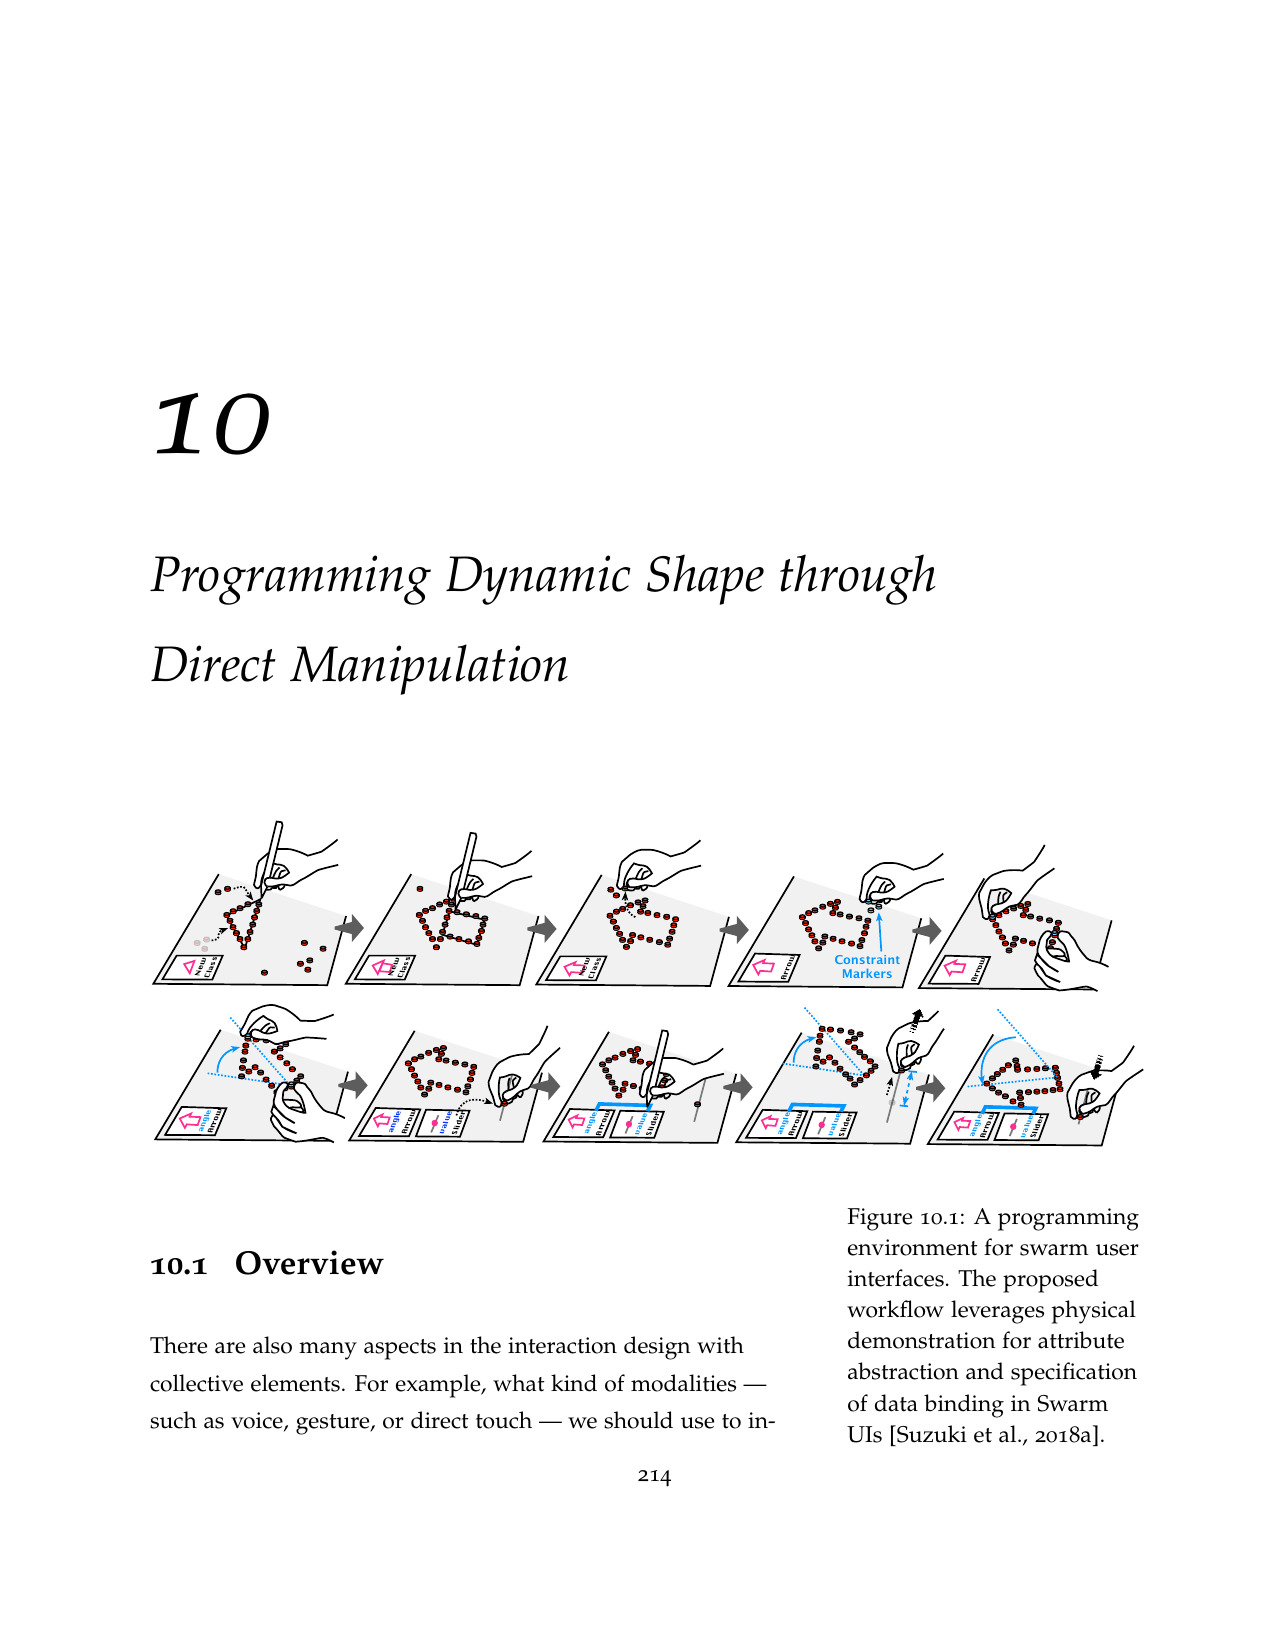 10
Programming Dynamic Shape through
Direct Manipulation
New
Class
New
Class
New
Class
Arrow
Constraint
Markers
Arrow
angle
Arrow
angle
Arrow
value
Slider
angle
Arrow
value
Slider
angle
Arrow
value
Slider
angle
Arrow
value
Slider
Figure 10.1: A programming
environment for swarm user
interfaces. The proposed
workflow leverages physical
demonstration for attribute
abstraction and specification
of data binding in Swarm
UIs [Suzuki et al., 2018a].
10.1 Overview
There are also many aspects in the interaction design with
collective elements. For example, what kind of modalities —
such as voice, gesture, or direct touch — we should use to in-
214